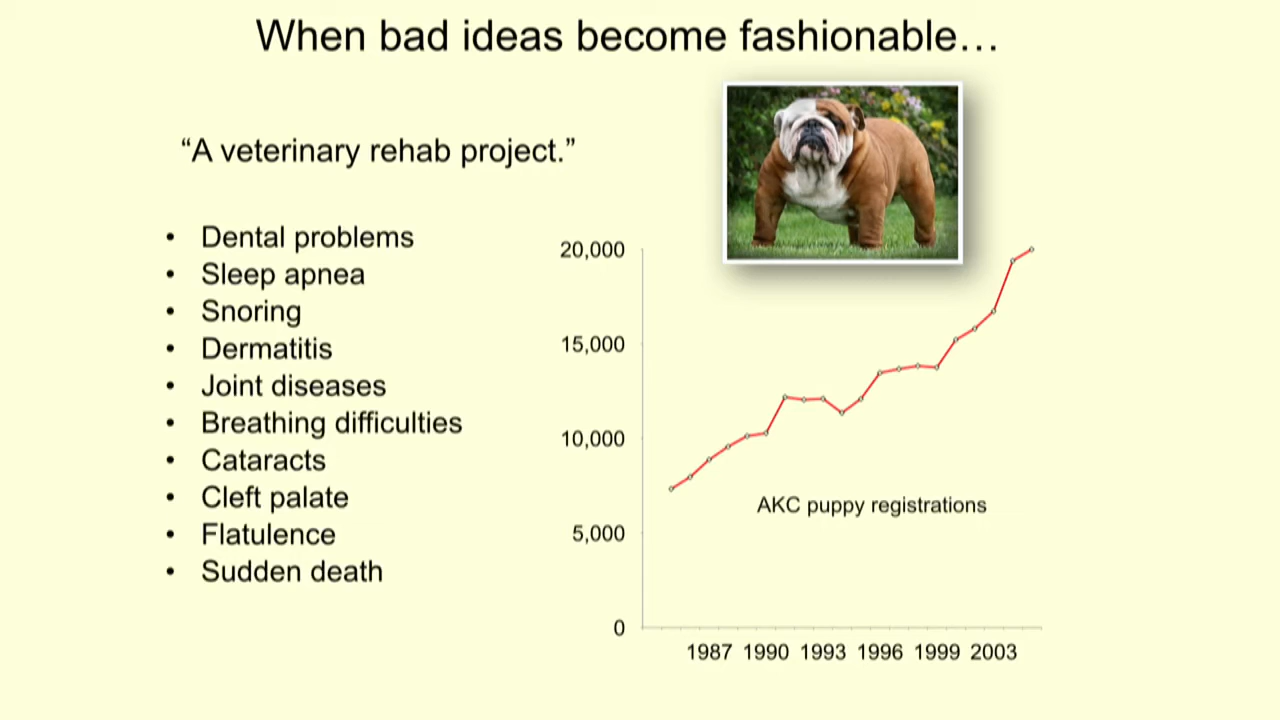 When bad ideas become fashionable…
“A veterinary rehab project.”
• Dental problems
• Sleep apnea
• Snoring
• Dermatitis
• Joint diseases
• Breathing difficulties
• Cataracts
• Cleft palate
• Flatulence
• Sudden death
20,000
15,000
10,000
5,000
0
AKC puppy registrations
1987 1990 1993 1996 1999 2003